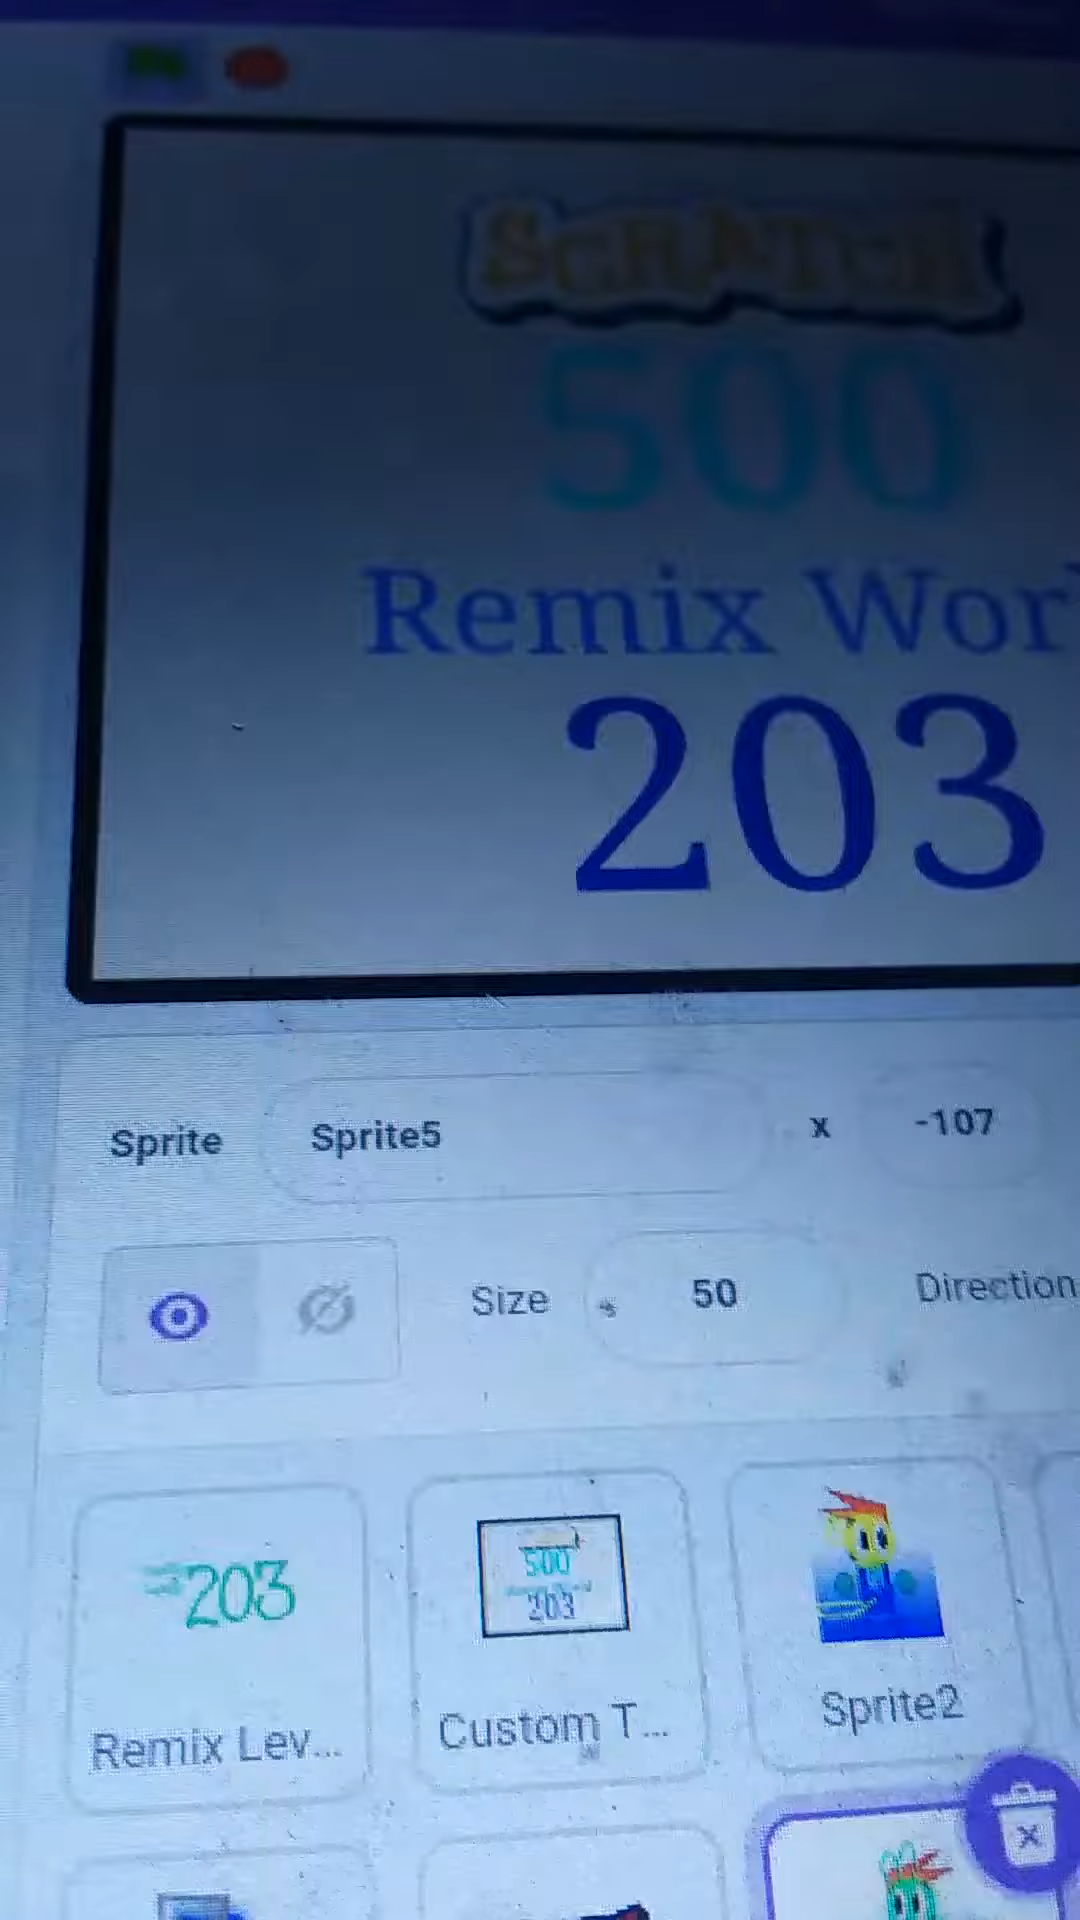 SCRATCH
500
Remix Wor
203
Sprite
Sprite5
x
-107
Size
50
Direction
203
500
203
Remix Lev...
Custom T...
Sprite2